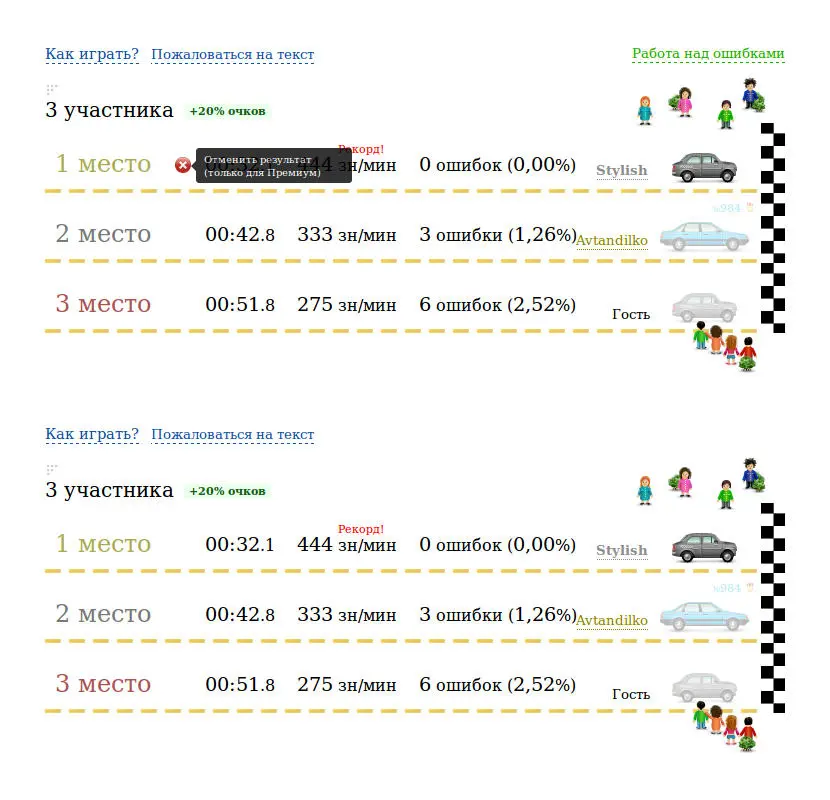 Как играть? Пожаловаться на текст Работа над ошибками
3 участника +20% очков
Рекорд!
1 место Отменить результат 444 зн/мин 0 ошибок (0,00%) Stylish
(только для Премиум)
№984
2 место 00:42.8 333 зн/мин 3 ошибки (1,26%) Avtandilko
3 место 00:51.8 275 зн/мин 6 ошибок (2,52%) Гость
Как играть? Пожаловаться на текст
3 участника +20% очков
Рекорд!
1 место 00:32.1 444 зн/мин 0 ошибок (0,00%) Stylish
№984
2 место 00:42.8 333 зн/мин 3 ошибки (1,26%) Avtandilko
3 место 00:51.8 275 зн/мин 6 ошибок (2,52%) Гость